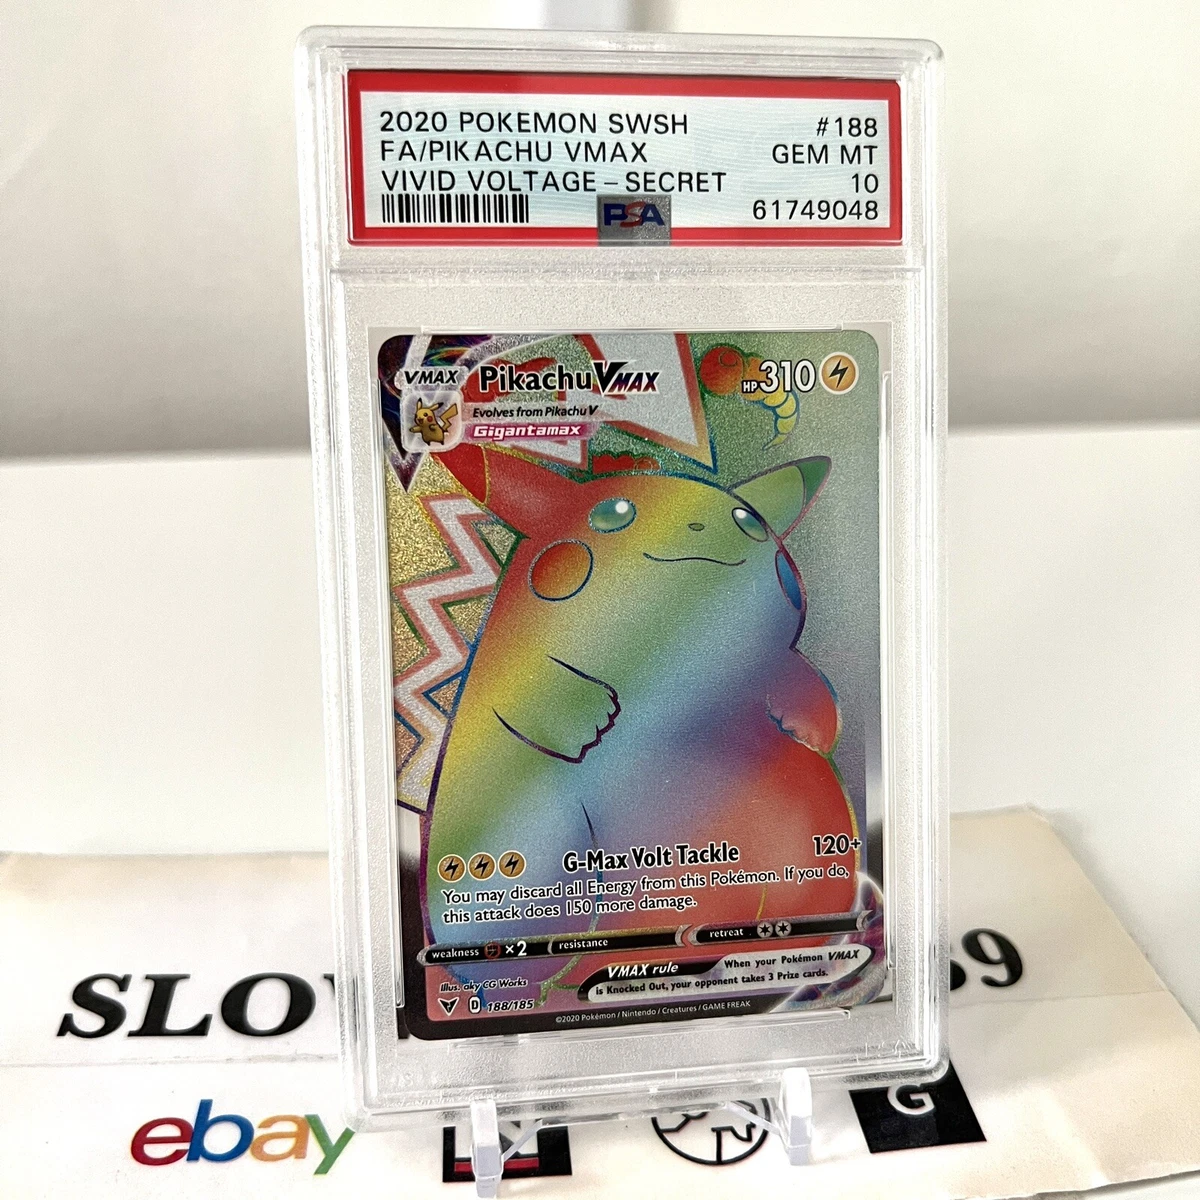 2020 POKEMON SWSH #188
FA/PIKACHU VMAX GEM MT
VIVID VOLTAGE - SECRET 10
61749048
PSA
VMAX Pikachu VMAX HP 310
Evolves from Pikachu V
Gigantamax
G-Max Volt Tackle 120+
You may discard all Energy from this Pokémon. If you do,
this attack does 150 more damage.
weakness ×2 resistance retreat
VMAX rule When your Pokémon VMAX
is Knocked Out, your opponent takes 3 Prize cards.
Illus. aky CG Works
D 188/185
©2020 Pokémon / Nintendo / Creatures / GAME FREAK
SLO 9
ebay
G